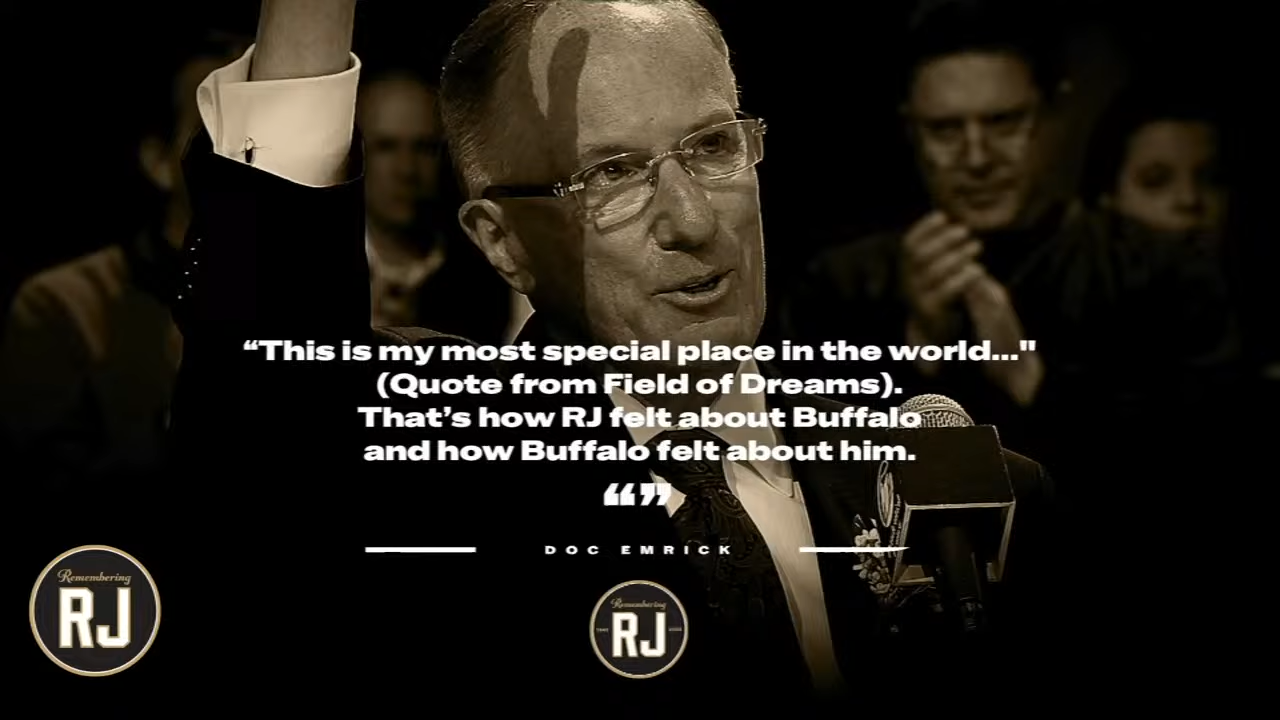 “This is my most special place in the world..."
(Quote from Field of Dreams).
That’s how RJ felt about Buffalo
and how Buffalo felt about him.
“”
DOC EMRICK
Remembering
RJ
Remembering
RJ